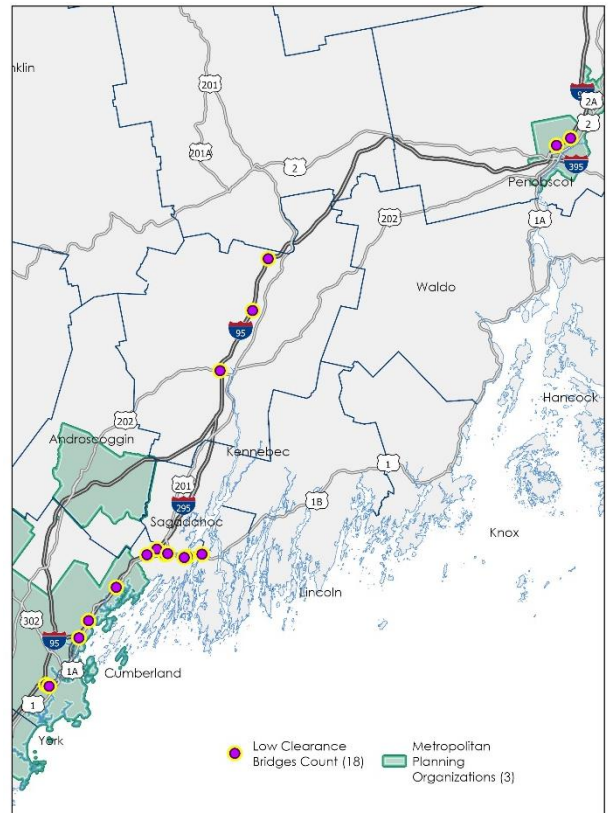 nklin
201
9
2A
201A
2
2
395
Penobscot
202
1A
Waldo
95
Hancock
202
Androscoggin
1
Kennebec
201
295
1B
Sagadahoc
Knox
Lincoln
302
95
1A
Cumberland
1
York
Low Clearance
Bridges Count (18)
Metropolitan
Planning
Organizations (3)